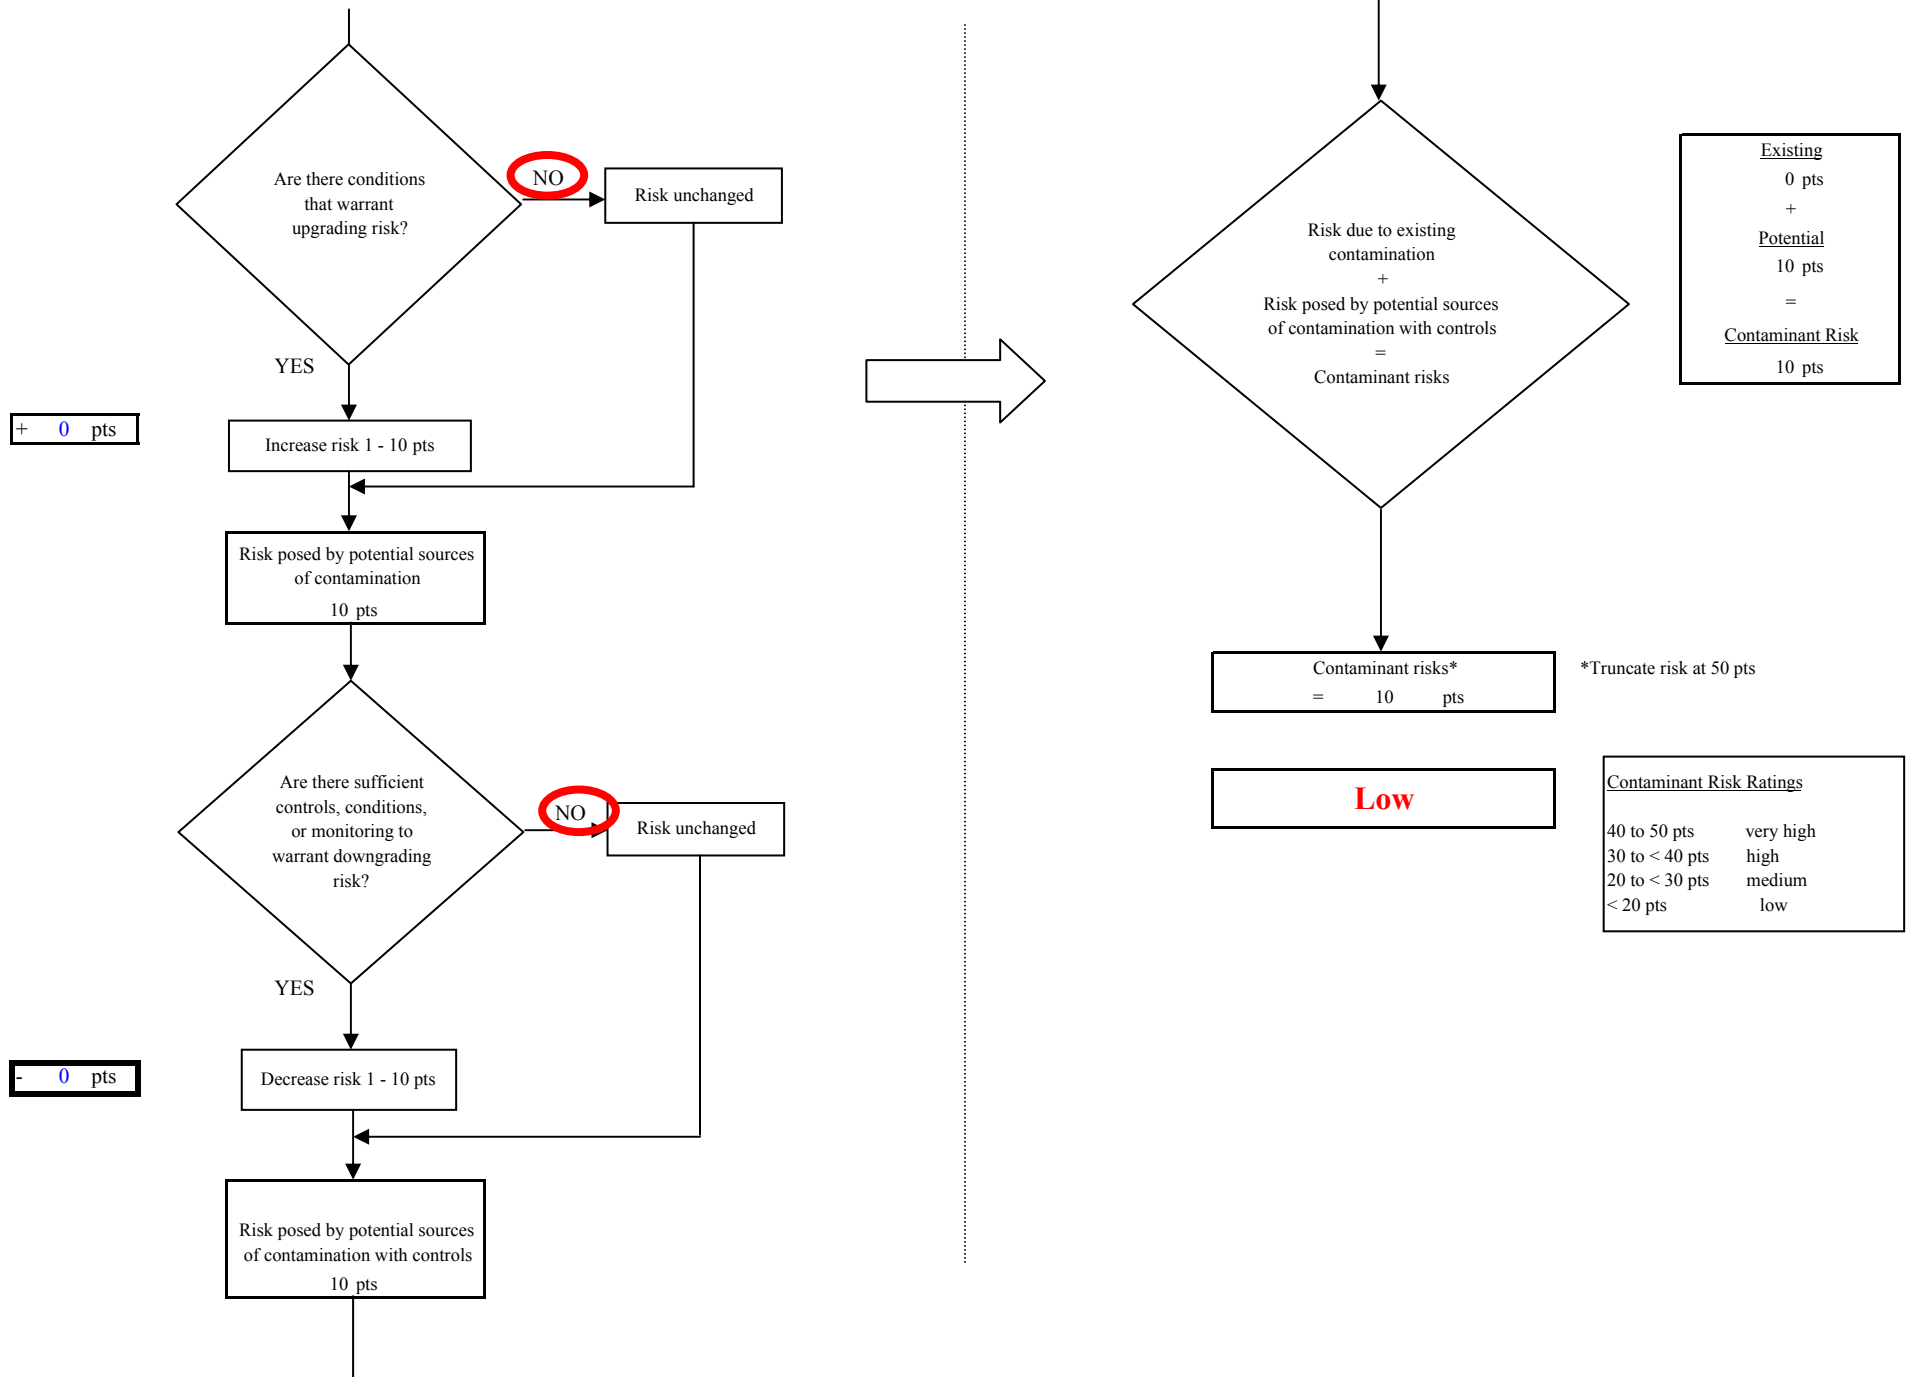 Are there conditions
that warrant
upgrading risk?
NO
Risk unchanged
YES
+ 0 pts
Increase risk 1 - 10 pts
Risk posed by potential sources
of contamination
10 pts
Are there sufficient
controls, conditions,
or monitoring to
warrant downgrading
risk?
NO
Risk unchanged
YES
- 0 pts
Decrease risk 1 - 10 pts
Risk posed by potential sources
of contamination with controls
10 pts
Risk due to existing
contamination
+
Risk posed by potential sources
of contamination with controls
=
Contaminant risks
Existing
0 pts
+
Potential
10 pts
=
Contaminant Risk
10 pts
Contaminant risks*
= 10 pts
*Truncate risk at 50 pts
Low
Contaminant Risk Ratings
40 to 50 pts very high
30 to < 40 pts high
20 to < 30 pts medium
< 20 pts low